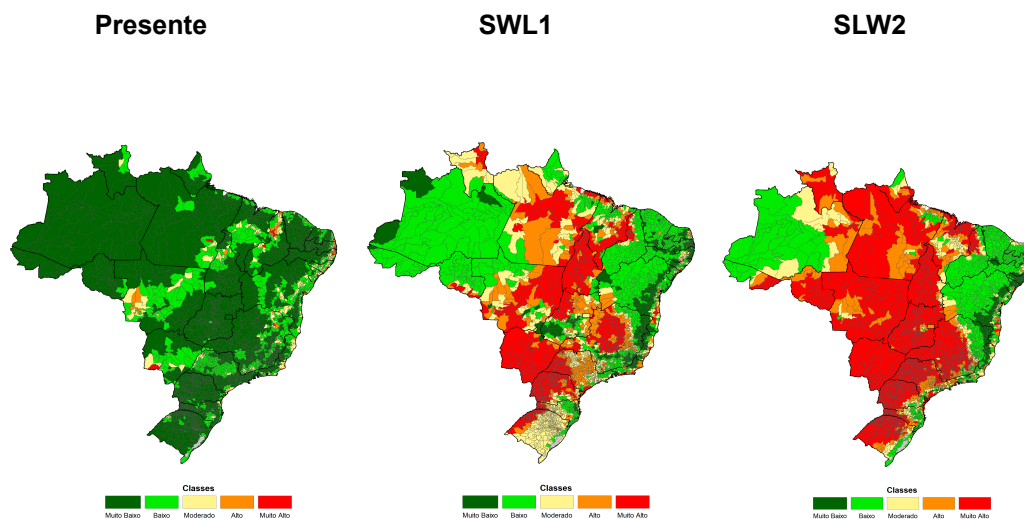 Presente
SWL1
SLW2
Classes
Muito Baixo Baixo Moderado Alto Muito Alto
Classes
Muito Baixo Baixo Moderado Alto Muito Alto
Classes
Muito Baixo Baixo Moderado Alto Muito Alto